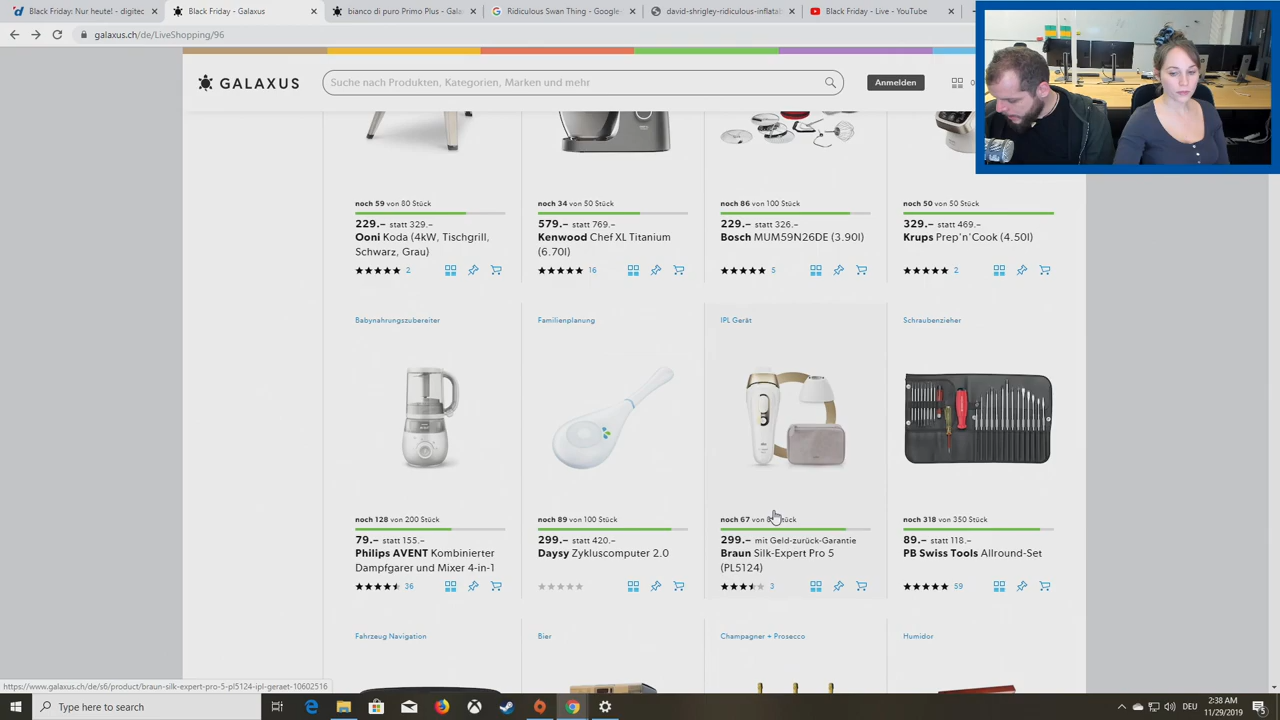 Black Friday: Nur heute! - digitec
Black Friday - Galaxus
bianco di puro Primo Plus - Gala
Ridiculous Swan Thing - Google
david-shrigley-ridiculous-inflatab
Black Friday - Live - YouTube
galaxus.ch/de/LiveShopping/96
GALAXUS
Suche nach Produkten, Kategorien, Marken und mehr
Anmelden
0
noch 59 von 80 Stück
229.– statt 329.–
Ooni Koda (4kW, Tischgrill,
Schwarz, Grau)
2
noch 34 von 50 Stück
579.– statt 769.–
Kenwood Chef XL Titanium
(6.70l)
16
noch 86 von 100 Stück
229.– statt 326.–
Bosch MUM59N26DE (3.90l)
5
noch 50 von 50 Stück
329.– statt 469.–
Krups Prep'n'Cook (4.50l)
2
Babynahrungszubereiter
noch 128 von 200 Stück
79.– statt 155.–
Philips AVENT Kombinierter
Dampfgarer und Mixer 4-in-1
36
Familienplanung
noch 89 von 100 Stück
299.– statt 420.–
Daysy Zykluscomputer 2.0
IPL Gerät
noch 67 von Stück
299.– mit Geld-zurück-Garantie
Braun Silk-Expert Pro 5
(PL5124)
3
Schraubenzieher
noch 318 von 350 Stück
89.– statt 118.–
PB Swiss Tools Allround-Set
59
Fahrzeug Navigation
Bier
Champagner + Prosecco
Humidor
https://www.galaxus.ch/de/s6/product/braun-silk-expert-pro-5-pl5124-ipl-geraet-10602516
Type here to search
DEU
2:38 AM
11/29/2019